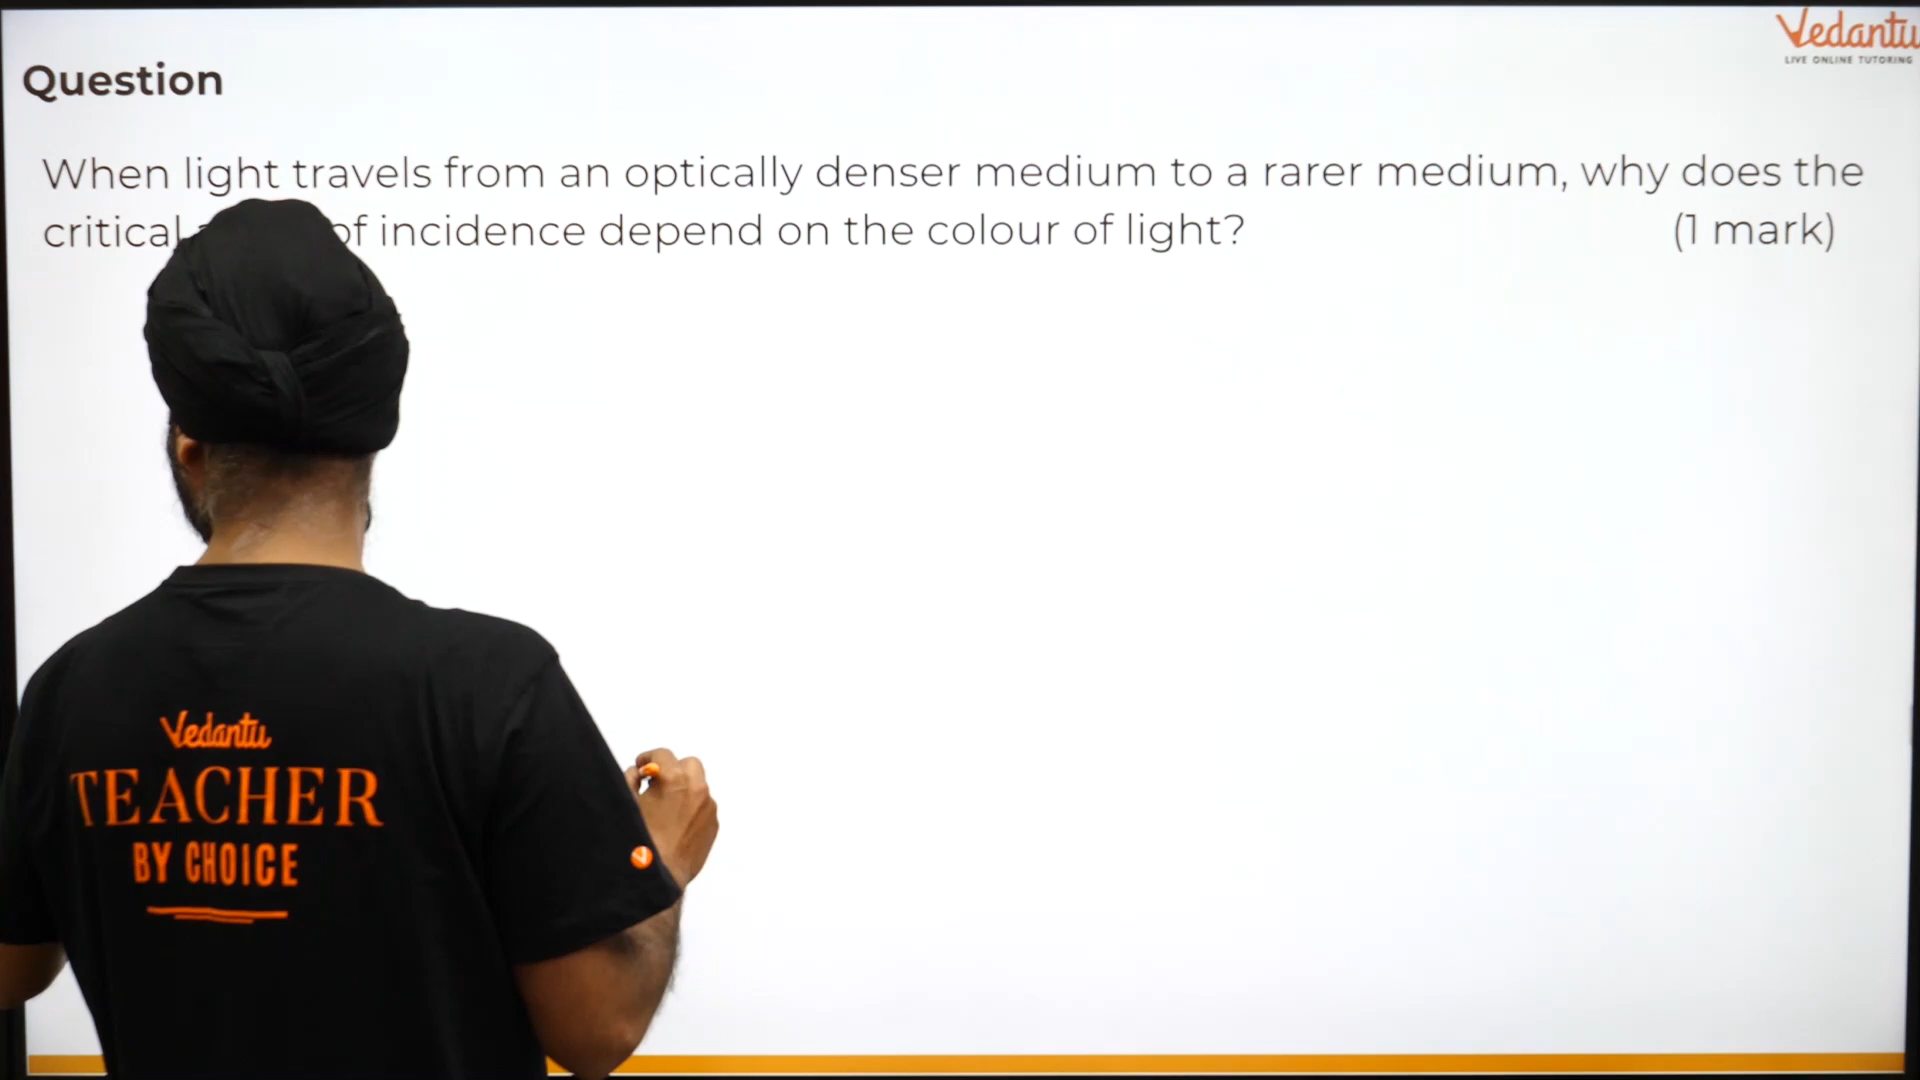 Vedantu
LIVE ONLINE TUTORING
Question
When light travels from an optically denser medium to a rarer medium, why does the
critical of incidence depend on the colour of light? (1 mark)
Vedantu
TEACHER
BY CHOICE